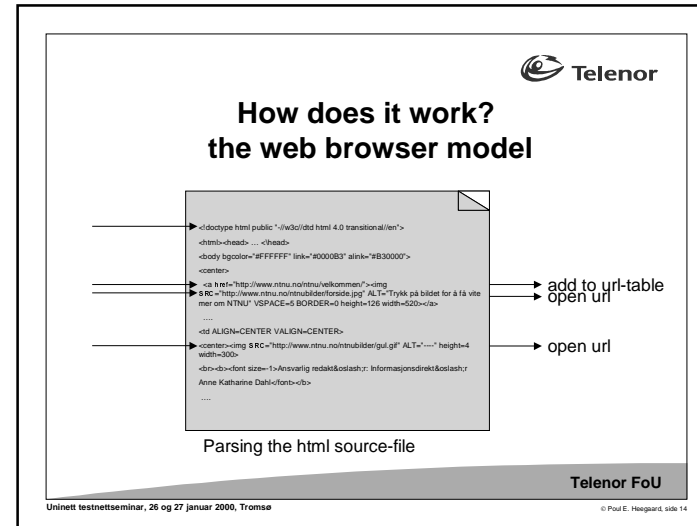 Telenor
How does it work?
the web browser model
<!doctype html public "-//w3c//dtd html 4.0 transitional//en">
<html><head> … <\head>
<body bgcolor="#FFFFFF" link="#0000B3" alink="#B30000">
<center>
<a href="http://www.ntnu.no/ntnu/velkommen/"><img
SRC="http://www.ntnu.no/ntnubilder/forside.jpg" ALT="Trykk på bildet for å få vite
mer om NTNU" VSPACE=5 BORDER=0 height=126 width=520></a>
….
<td ALIGN=CENTER VALIGN=CENTER>
<center><img SRC="http://www.ntnu.no/ntnubilder/gul.gif" ALT="----" height=4
width=300>
<br><b><font size=-1>Ansvarlig redakt&oslash;r: Informasjonsdirekt&oslash;r
Anne Katharine Dahl</font></b>
….
add to url-table
open url
open url
Parsing the html source-file
Telenor FoU
Uninett testnettseminar, 26 og 27 januar 2000, Tromsø
© Poul E. Heegaard, side 14